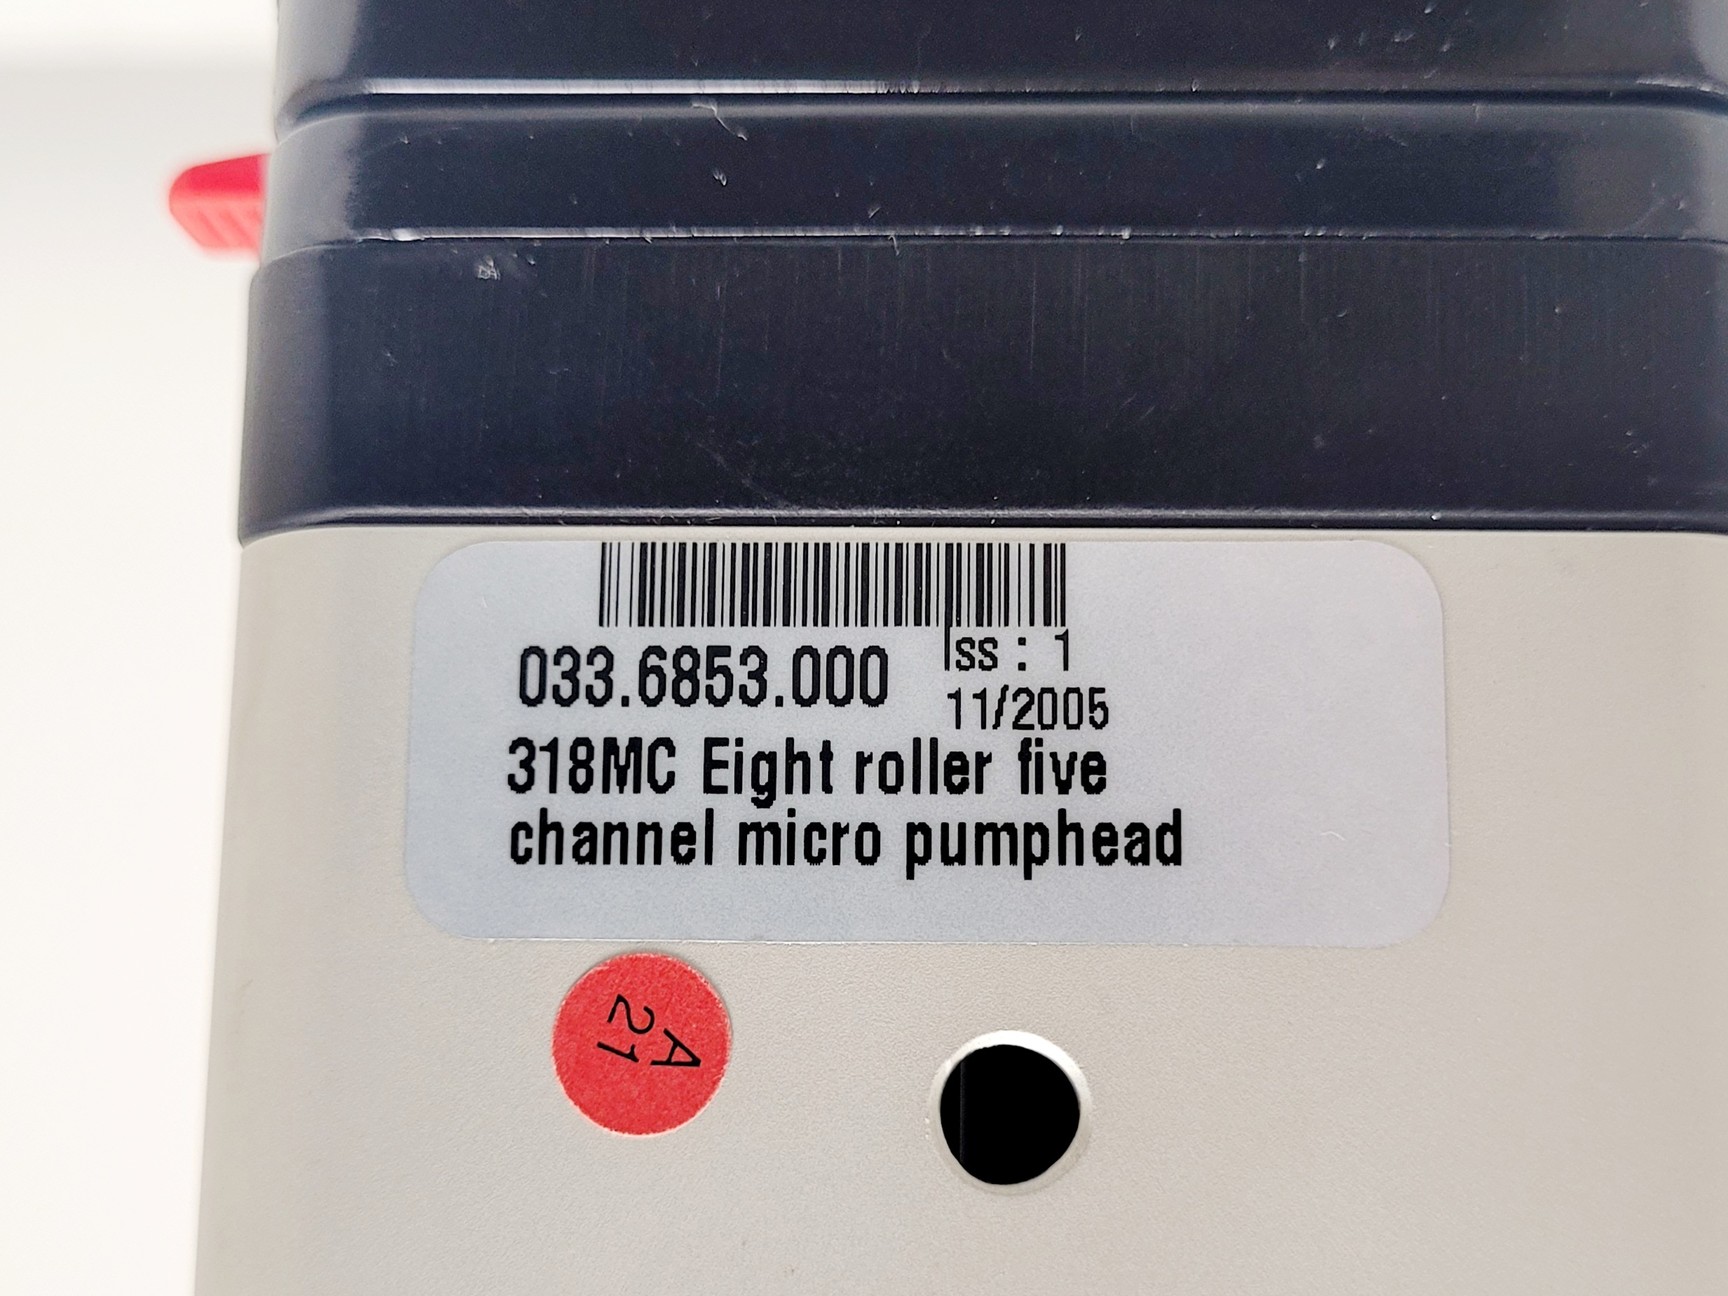 033.6853.000
Iss : 1
11/2005
318MC Eight roller five
channel micro pumphead
A
21